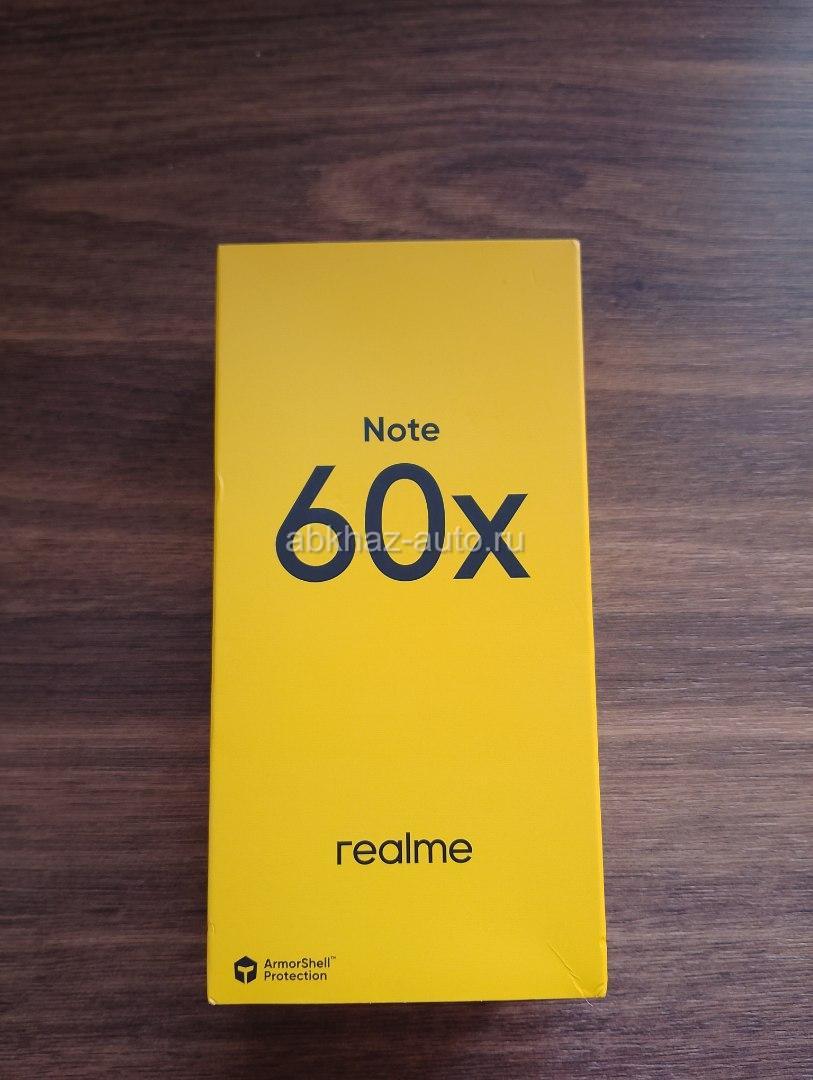 Note
60x
abkhaz-auto.ru
realme
ArmorShell™
Protection